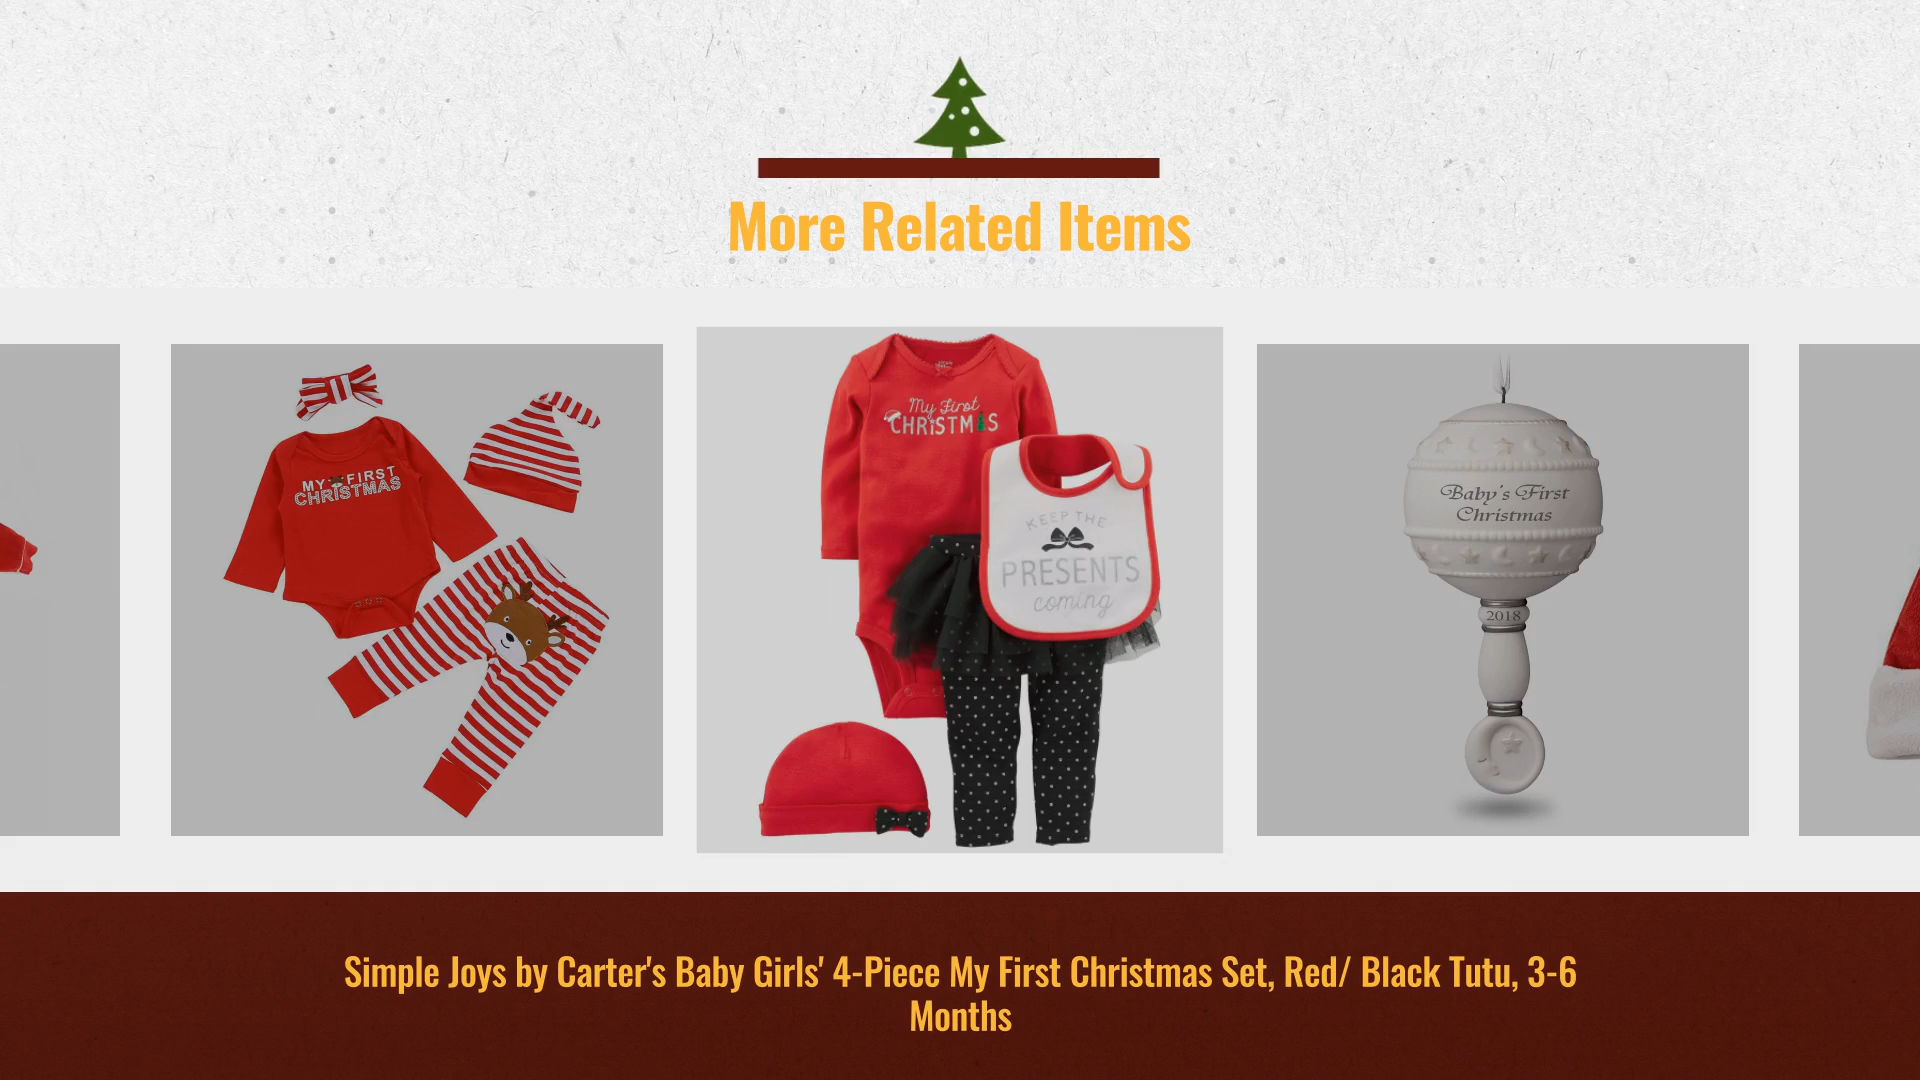 More Related Items
MY FIRST
CHRISTMAS
My First
CHRISTMAS
KEEP THE
PRESENTS
coming
Baby's First
Christmas
2018
Simple Joys by Carter's Baby Girls' 4-Piece My First Christmas Set, Red/ Black Tutu, 3-6
Months